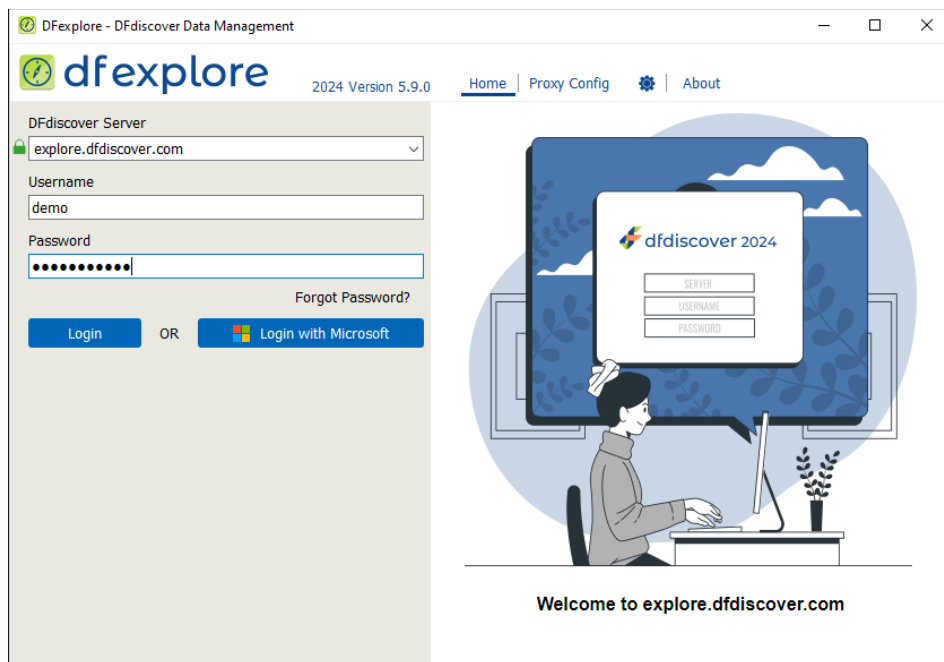 DFexplore - DFdiscover Data Management
dfexplore
2024 Version 5.9.0
Home
Proxy Config
About
DFdiscover Server
explore.dfdiscover.com
Username
demo
Password
●●●●●●●●●●●
Forgot Password?
Login
OR
Login with Microsoft
dfdiscover 2024
SERVER
USERNAME
PASSWORD
Welcome to explore.dfdiscover.com